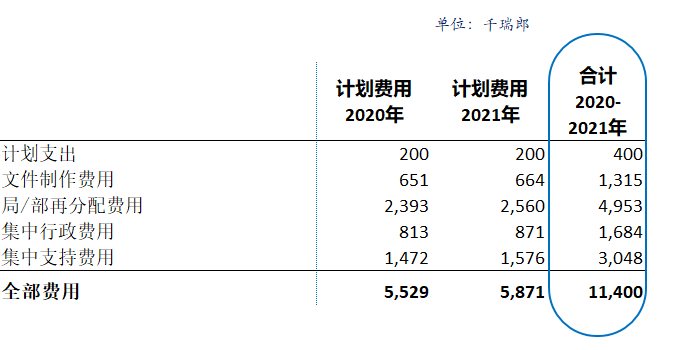 单位：千瑞郎
计划费用 计划费用 合计
2020年 2021年 2020-
2021年
计划支出 200 200 400
文件制作费用 651 664 1,315
局/部再分配费用 2,393 2,560 4,953
集中行政费用 813 871 1,684
集中支持费用 1,472 1,576 3,048
全部费用 5,529 5,871 11,400